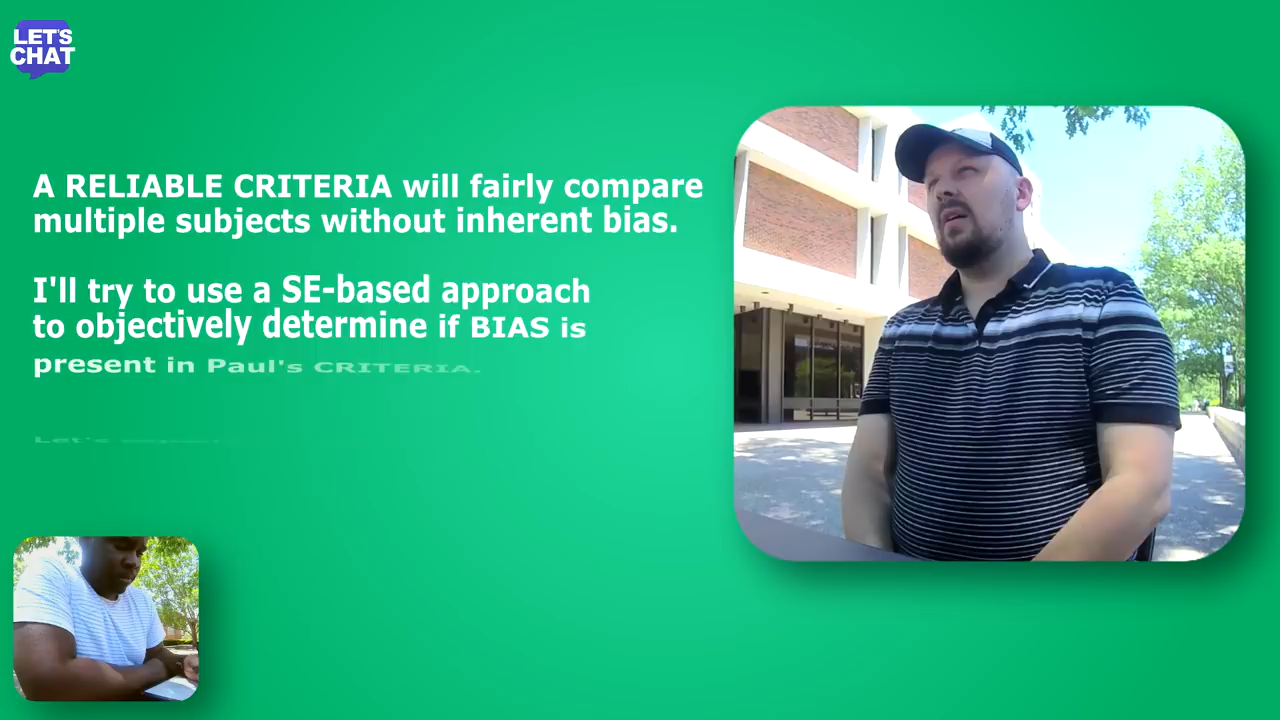 LET'S
CHAT
A RELIABLE CRITERIA will fairly compare
multiple subjects without inherent bias.
I'll try to use a SE-based approach
to objectively determine if BIAS is
present in Paul's CRITERIA.
Let's